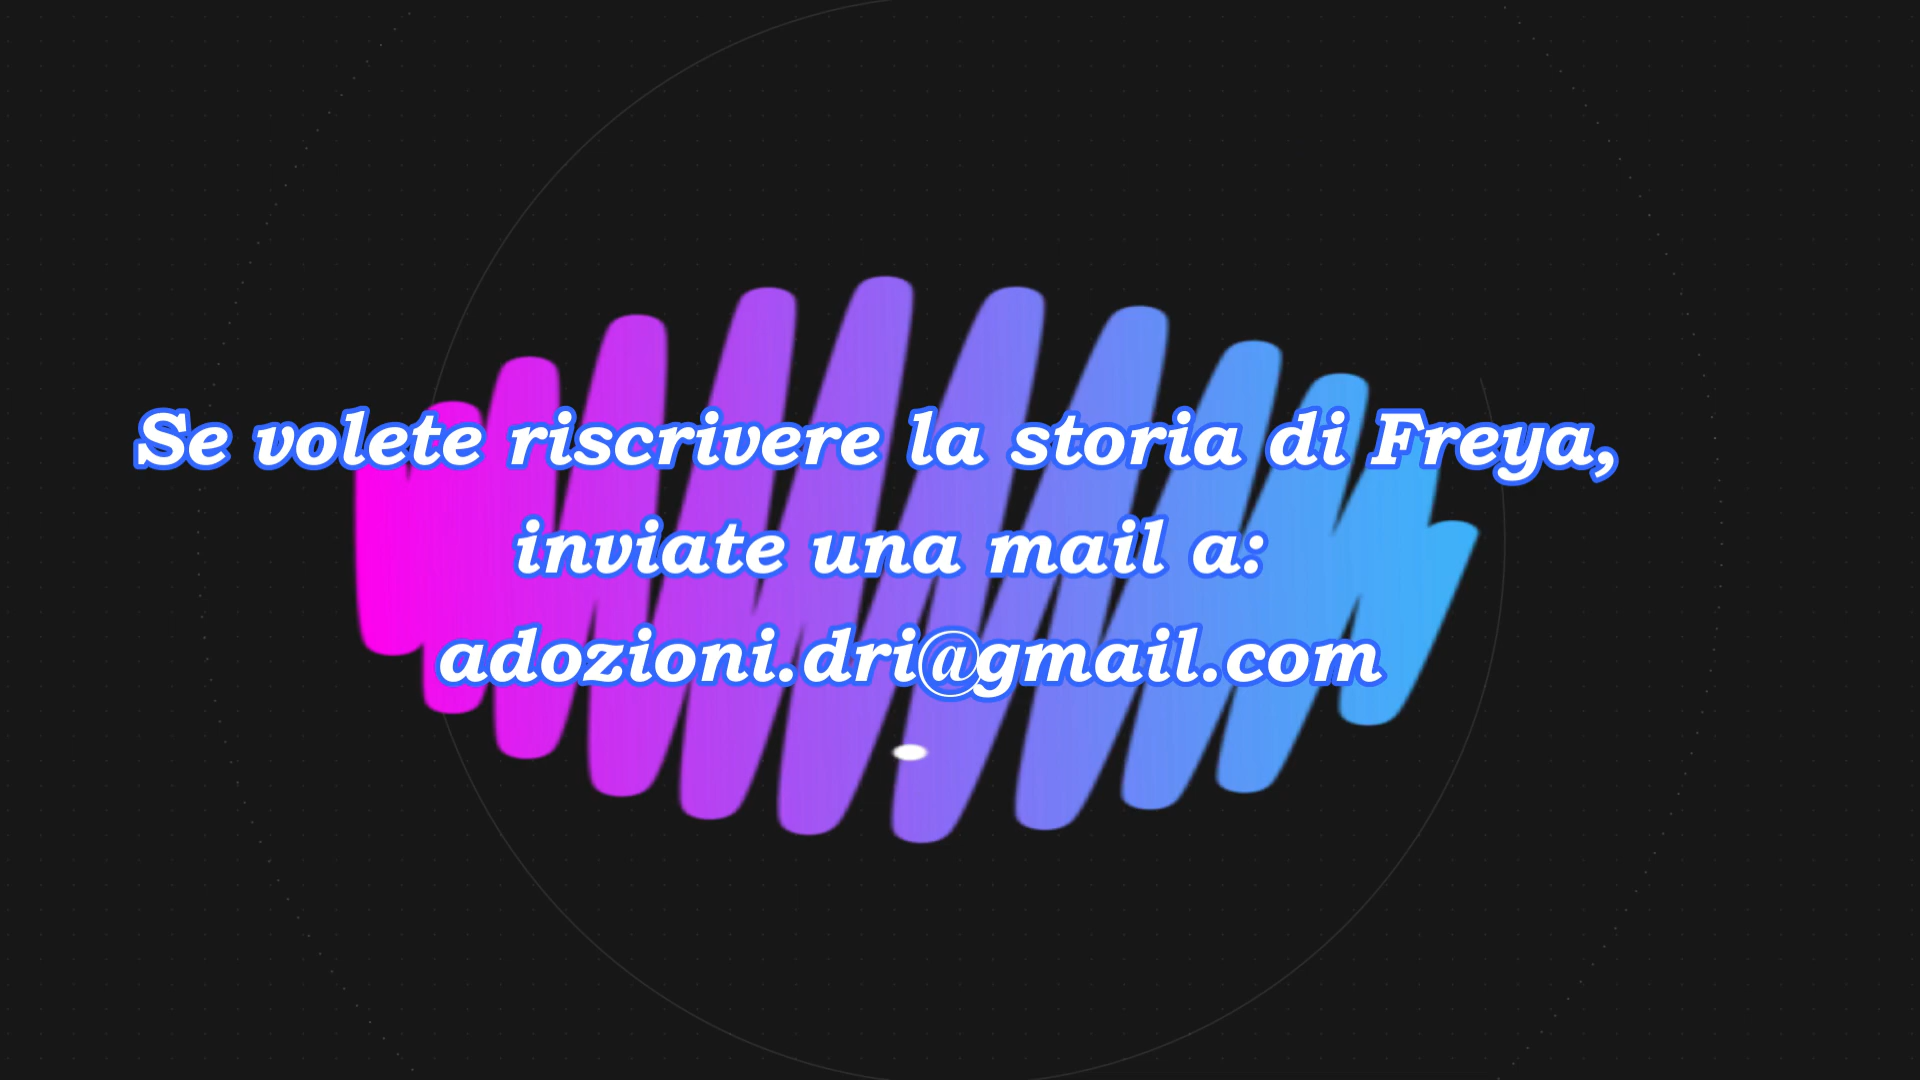 Se volete riscrivere la storia di Freya,
inviate una mail a:
adozioni.dri@gmail.com